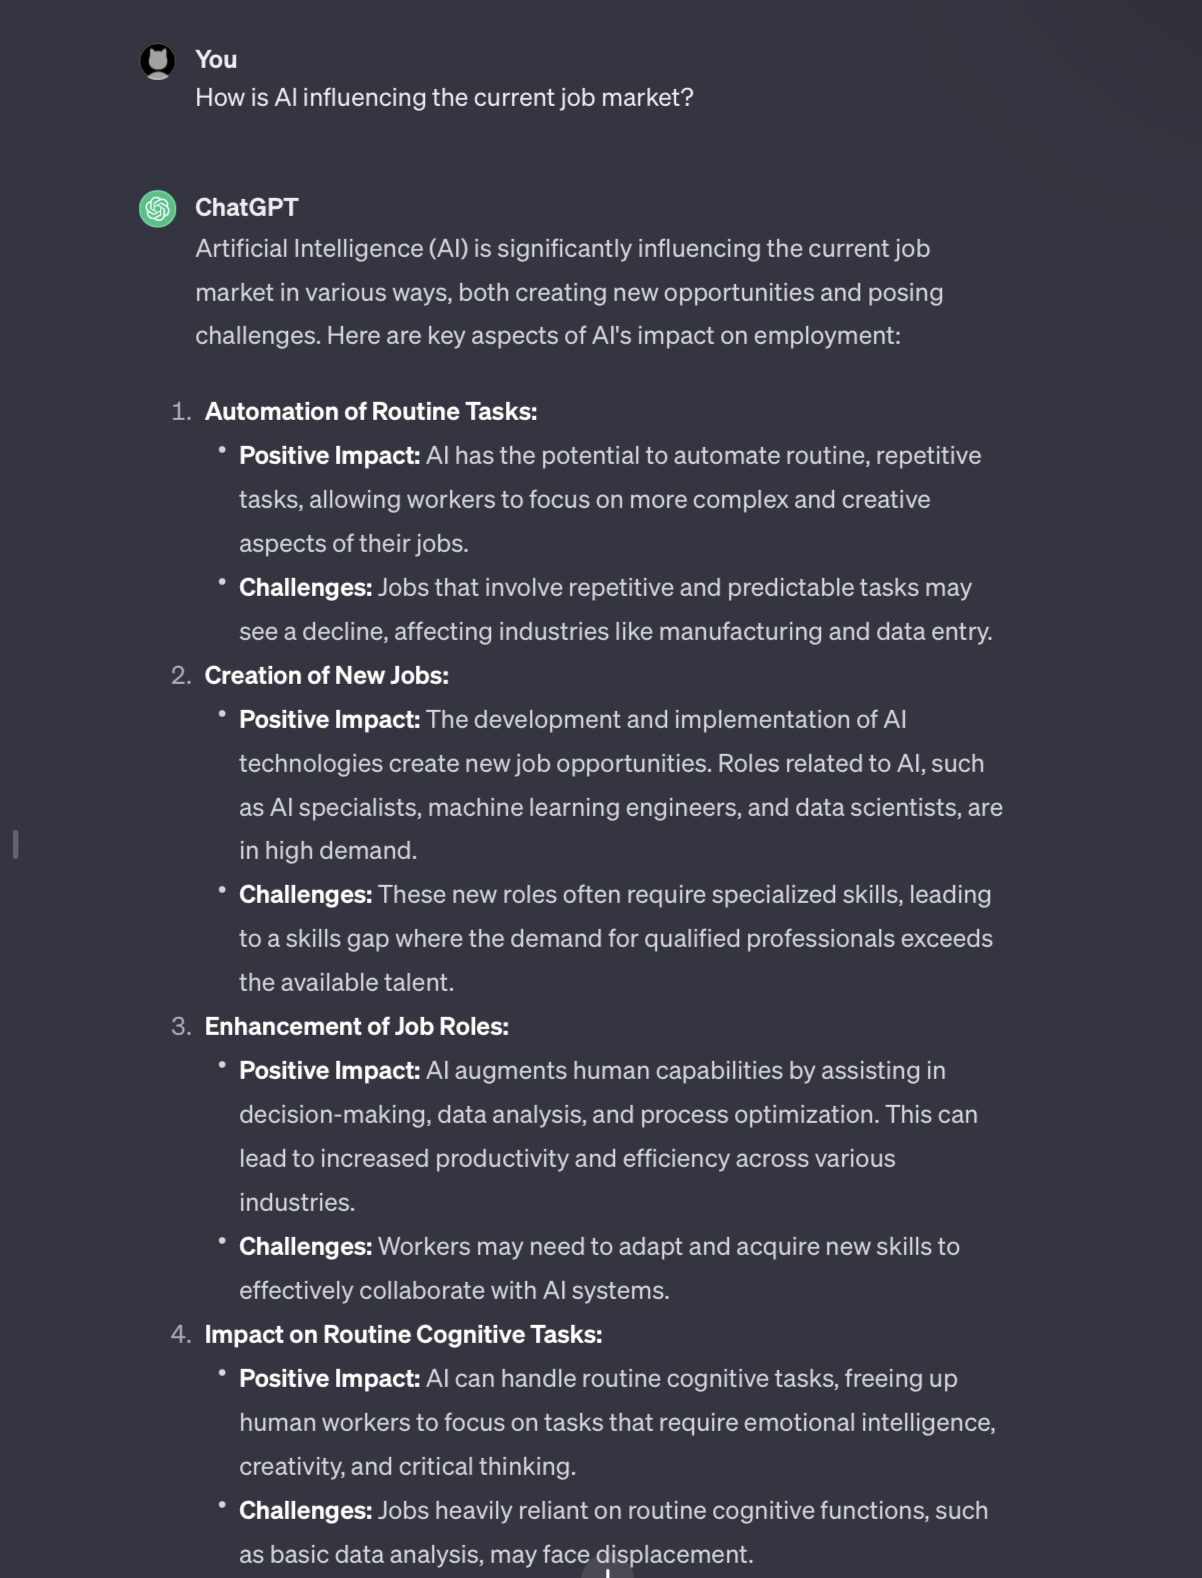 You
How is AI influencing the current job market?
ChatGPT
Artificial Intelligence (AI) is significantly influencing the current job
market in various ways, both creating new opportunities and posing
challenges. Here are key aspects of AI's impact on employment:
1. Automation of Routine Tasks:
• Positive Impact: AI has the potential to automate routine, repetitive
tasks, allowing workers to focus on more complex and creative
aspects of their jobs.
• Challenges: Jobs that involve repetitive and predictable tasks may
see a decline, affecting industries like manufacturing and data entry.
2. Creation of New Jobs:
• Positive Impact: The development and implementation of AI
technologies create new job opportunities. Roles related to AI, such
as AI specialists, machine learning engineers, and data scientists, are
in high demand.
• Challenges: These new roles often require specialized skills, leading
to a skills gap where the demand for qualified professionals exceeds
the available talent.
3. Enhancement of Job Roles:
• Positive Impact: AI augments human capabilities by assisting in
decision-making, data analysis, and process optimization. This can
lead to increased productivity and efficiency across various
industries.
• Challenges: Workers may need to adapt and acquire new skills to
effectively collaborate with AI systems.
4. Impact on Routine Cognitive Tasks:
• Positive Impact: AI can handle routine cognitive tasks, freeing up
human workers to focus on tasks that require emotional intelligence,
creativity, and critical thinking.
• Challenges: Jobs heavily reliant on routine cognitive functions, such
as basic data analysis, may face displacement.